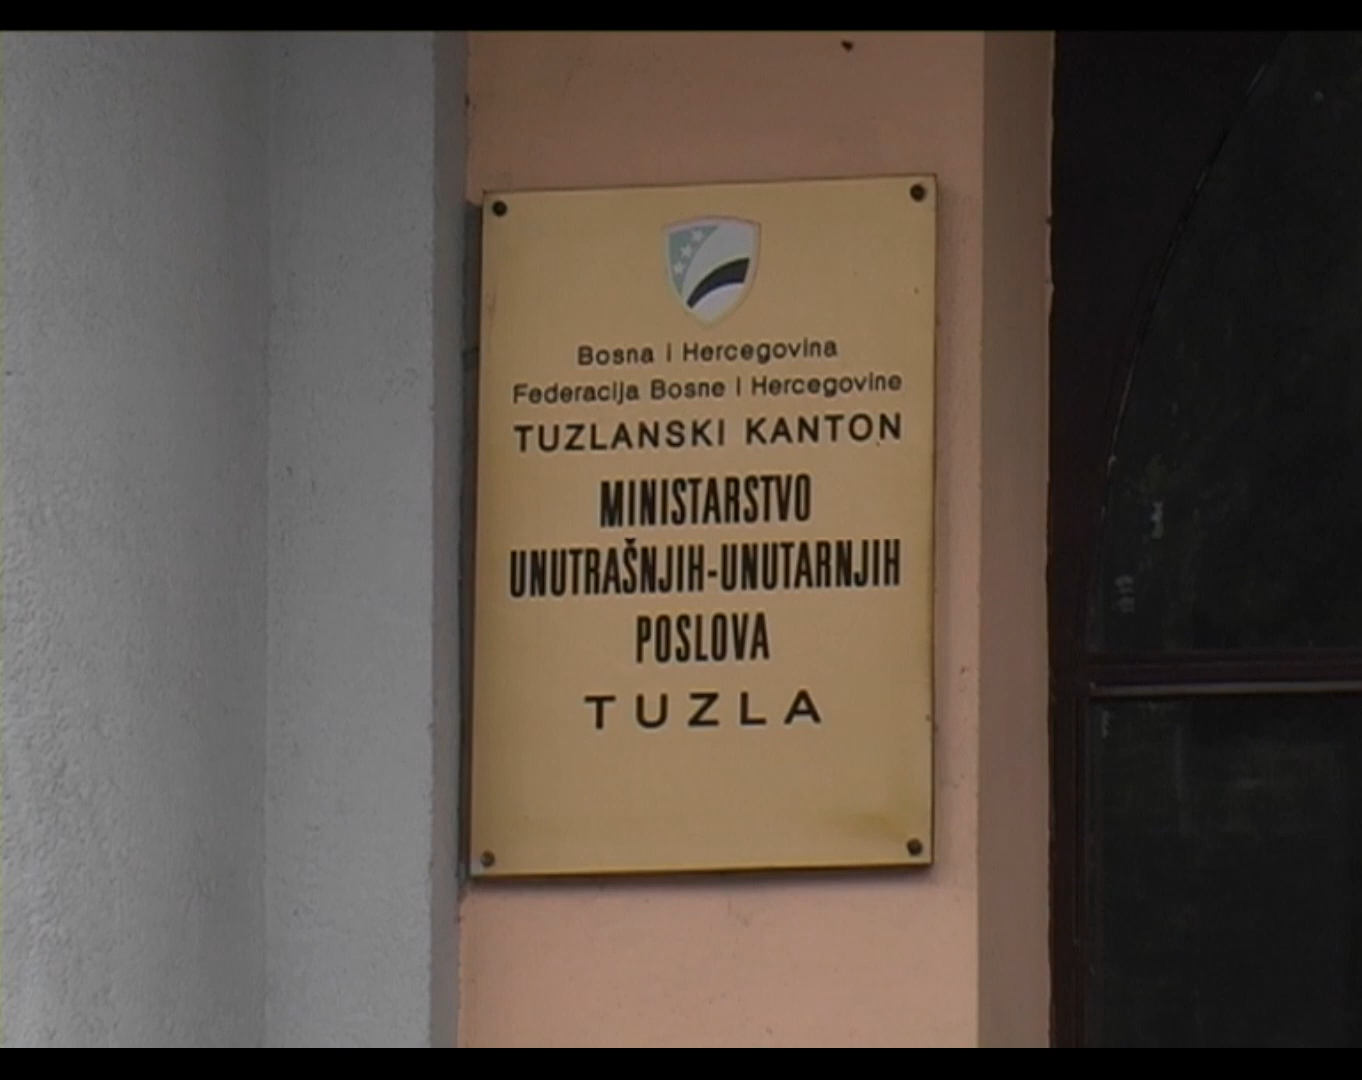 Bosna i Hercegovina
Federacija Bosne i Hercegovine
TUZLANSKI KANTON
MINISTARSTVO
UNUTRAŠNJIH-UNUTARNJIH
POSLOVA
TUZLA